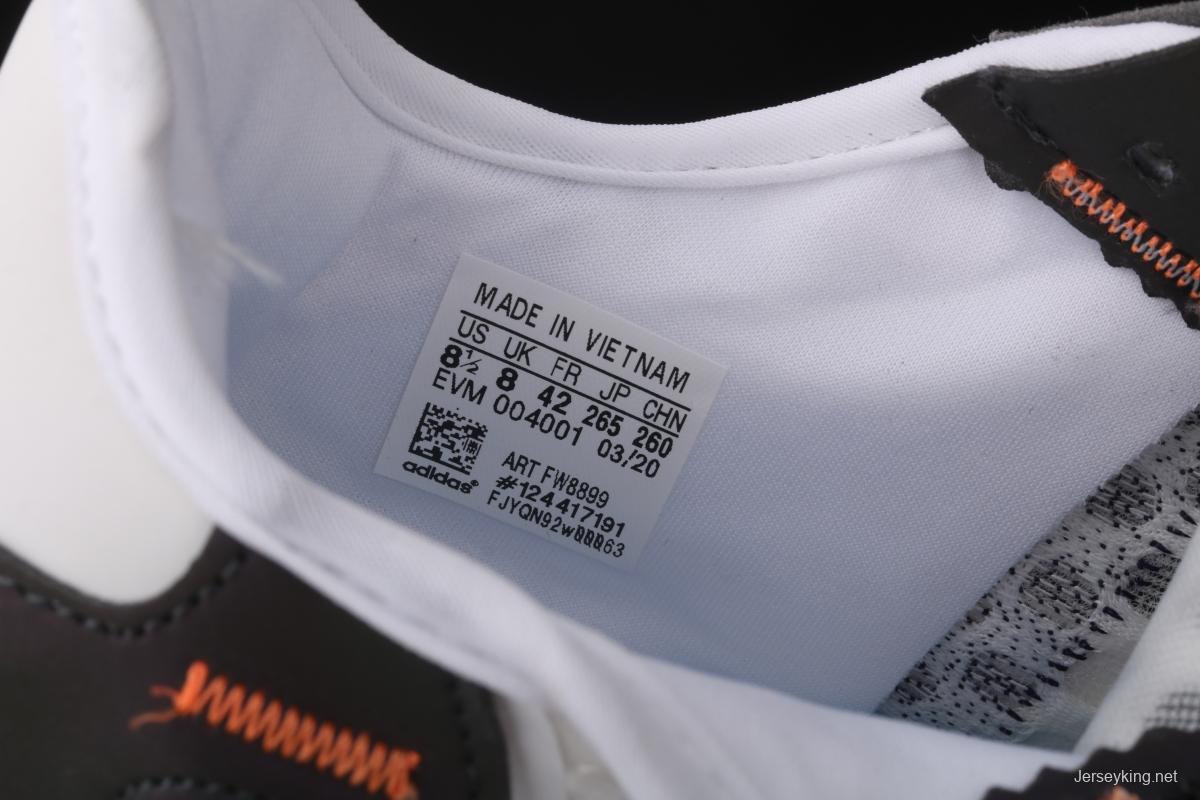 MADE IN VIETNAM
US UK FR JP CHN
8½ 8 42 265 260
EVM 004001 03/20
ART FW8899
#124417191
adidas®
Jerseyking.net